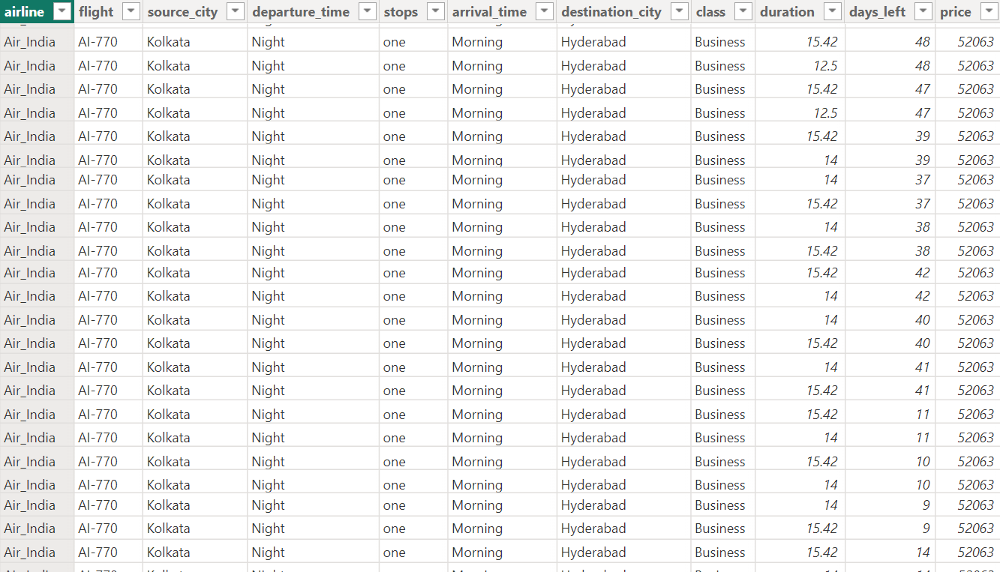 airline flight source_city departure_time stops arrival_time destination_city class duration days_left price
Air_India AI-770 Kolkata Night one Morning Hyderabad Business 15.42 48 52063
Air_India AI-770 Kolkata Night one Morning Hyderabad Business 12.5 48 52063
Air_India AI-770 Kolkata Night one Morning Hyderabad Business 15.42 47 52063
Air_India AI-770 Kolkata Night one Morning Hyderabad Business 12.5 47 52063
Air_India AI-770 Kolkata Night one Morning Hyderabad Business 15.42 39 52063
Air_India AI-770 Kolkata Night one Morning Hyderabad Business 14 39 52063
Air_India AI-770 Kolkata Night one Morning Hyderabad Business 14 37 52063
Air_India AI-770 Kolkata Night one Morning Hyderabad Business 15.42 37 52063
Air_India AI-770 Kolkata Night one Morning Hyderabad Business 14 38 52063
Air_India AI-770 Kolkata Night one Morning Hyderabad Business 15.42 38 52063
Air_India AI-770 Kolkata Night one Morning Hyderabad Business 15.42 42 52063
Air_India AI-770 Kolkata Night one Morning Hyderabad Business 14 42 52063
Air_India AI-770 Kolkata Night one Morning Hyderabad Business 14 40 52063
Air_India AI-770 Kolkata Night one Morning Hyderabad Business 15.42 40 52063
Air_India AI-770 Kolkata Night one Morning Hyderabad Business 14 41 52063
Air_India AI-770 Kolkata Night one Morning Hyderabad Business 15.42 41 52063
Air_India AI-770 Kolkata Night one Morning Hyderabad Business 15.42 11 52063
Air_India AI-770 Kolkata Night one Morning Hyderabad Business 14 11 52063
Air_India AI-770 Kolkata Night one Morning Hyderabad Business 15.42 10 52063
Air_India AI-770 Kolkata Night one Morning Hyderabad Business 14 10 52063
Air_India AI-770 Kolkata Night one Morning Hyderabad Business 14 9 52063
Air_India AI-770 Kolkata Night one Morning Hyderabad Business 15.42 9 52063
Air_India AI-770 Kolkata Night one Morning Hyderabad Business 15.42 14 52063